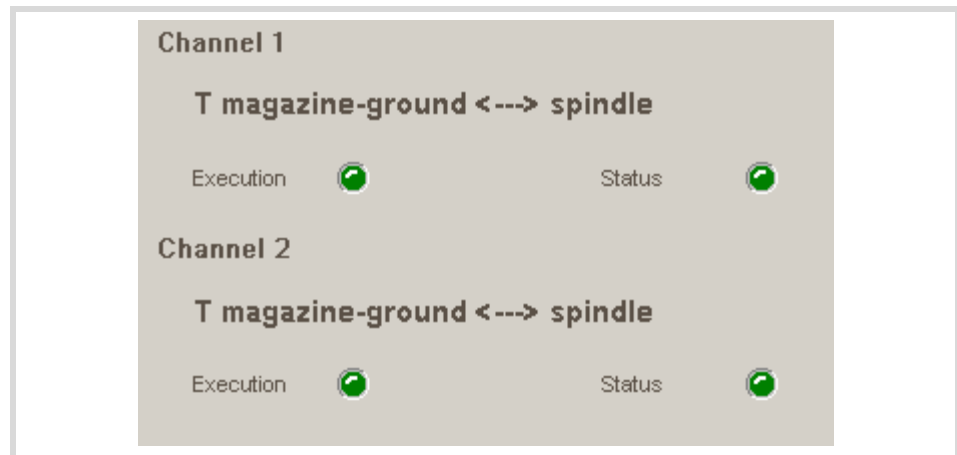 Channel 1
T magazine-ground <---> spindle
Execution Status
Channel 2
T magazine-ground <---> spindle
Execution Status